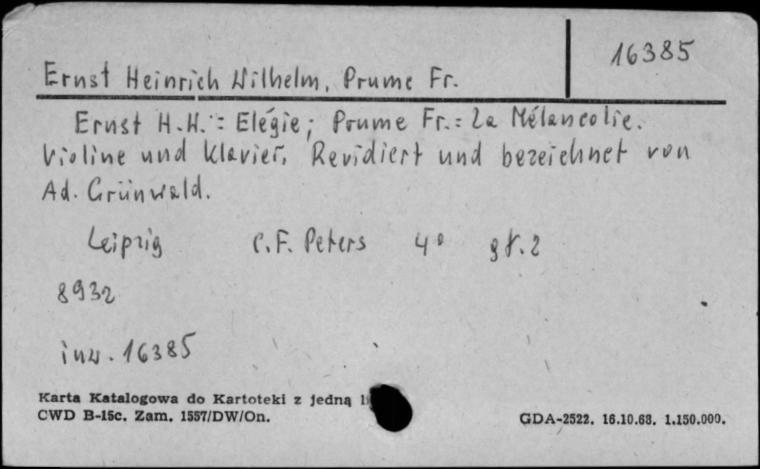 16385
Ernst Heinrich Wilhelm, Prume Fr.
Ernst H.W.: Elégie; Prume Fr.: La Mélancolie.
Violine und Klavier. Revidiert und bezeichnet von
Ad. Grünwald.
Leipzig C.F. Peters 4° gł. 2
8932
inw. 16385
Karta Katalogowa do Kartoteki z jedną
CWD B-15c. Zam. 1557/DW/On.
GDA-2522. 16.10.68. 1.150.000.